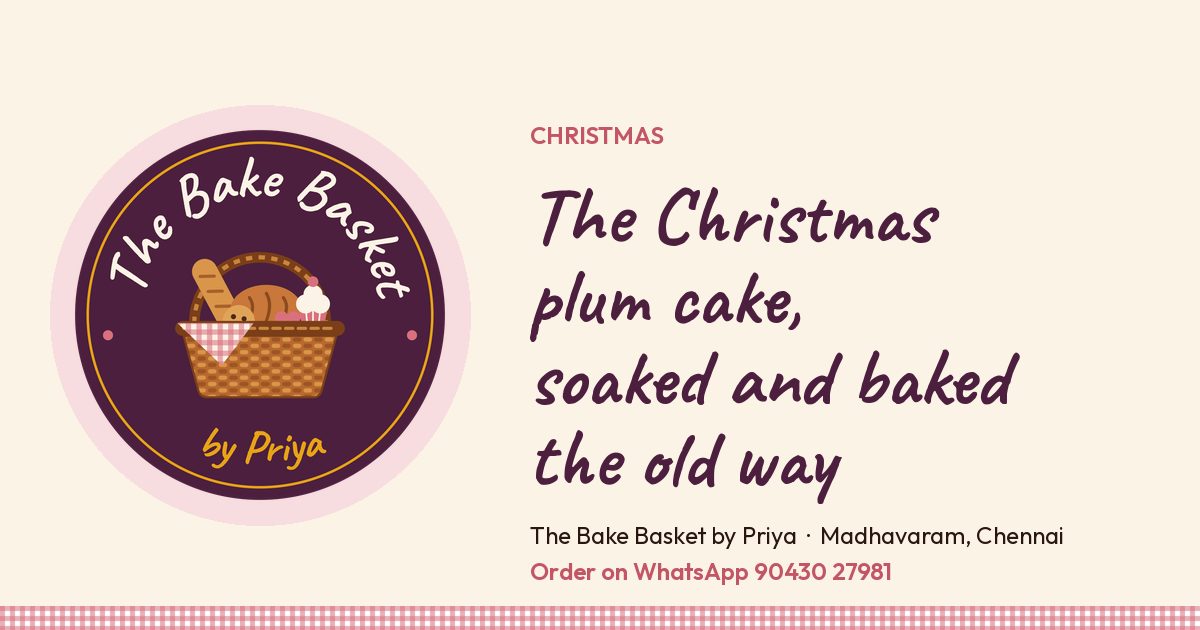 The Bake Basket
by Priya
CHRISTMAS
The Christmas
plum cake,
soaked and baked
the old way
The Bake Basket by Priya · Madhavaram, Chennai
Order on WhatsApp 90430 27981